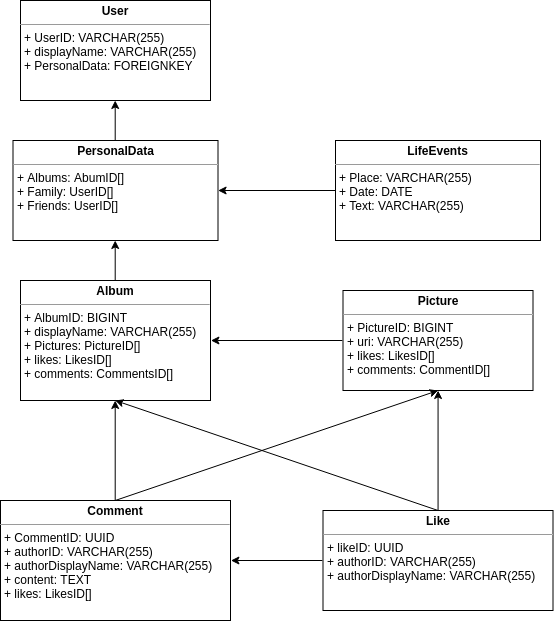 User
+ UserID: VARCHAR(255)
+ displayName: VARCHAR(255)
+ PersonalData: FOREIGNKEY
PersonalData
+ Albums: AbumID[]
+ Family: UserID[]
+ Friends: UserID[]
LifeEvents
+ Place: VARCHAR(255)
+ Date: DATE
+ Text: VARCHAR(255)
Album
+ AlbumID: BIGINT
+ displayName: VARCHAR(255)
+ Pictures: PictureID[]
+ likes: LikesID[]
+ comments: CommentsID[]
Picture
+ PictureID: BIGINT
+ uri: VARCHAR(255)
+ likes: LikesID[]
+ comments: CommentID[]
Comment
+ CommentID: UUID
+ authorID: VARCHAR(255)
+ authorDisplayName: VARCHAR(255)
+ content: TEXT
+ likes: LikesID[]
Like
+ likeID: UUID
+ authorID: VARCHAR(255)
+ authorDisplayName: VARCHAR(255)